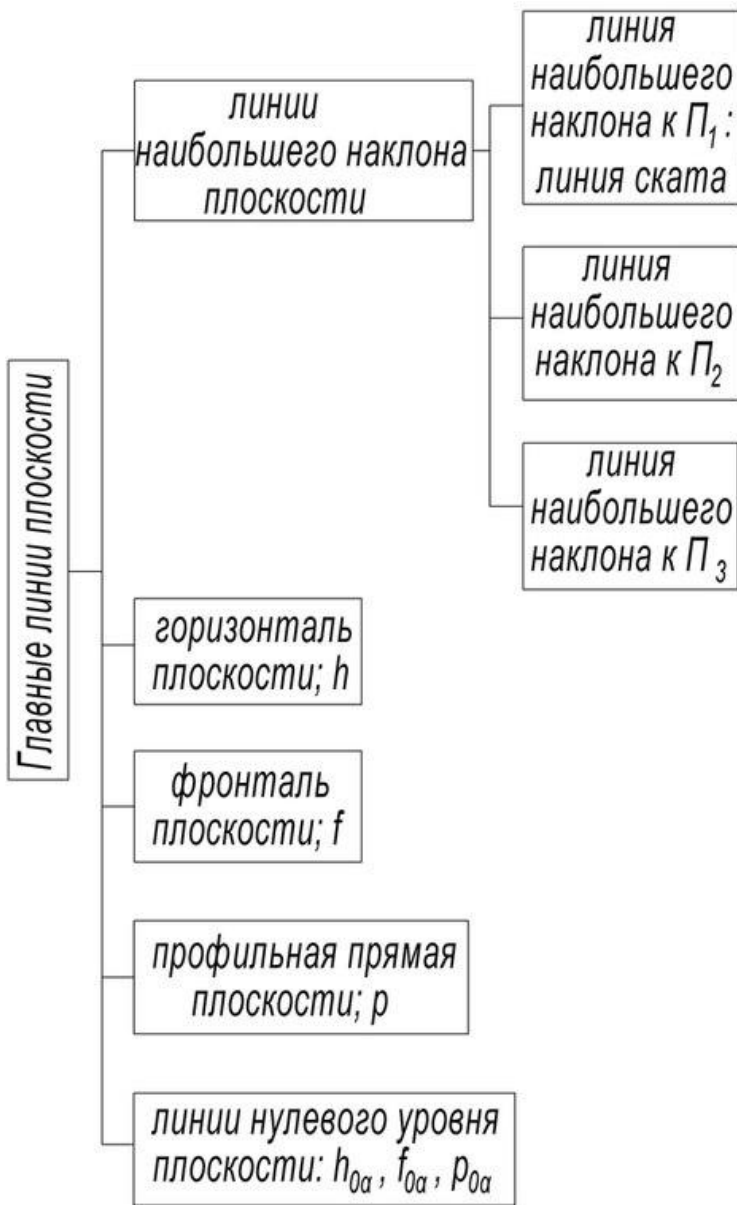 Главные линии плоскости
линии
наибольшего наклона
плоскости
линия
наибольшего
наклона к П₁:
линия ската
линия
наибольшего
наклона к П₂
линия
наибольшего
наклона к П₃
горизонталь
плоскости; h
фронталь
плоскости; f
профильная прямая
плоскости; p
линии нулевого уровня
плоскости: h₀α, f₀α, p₀α